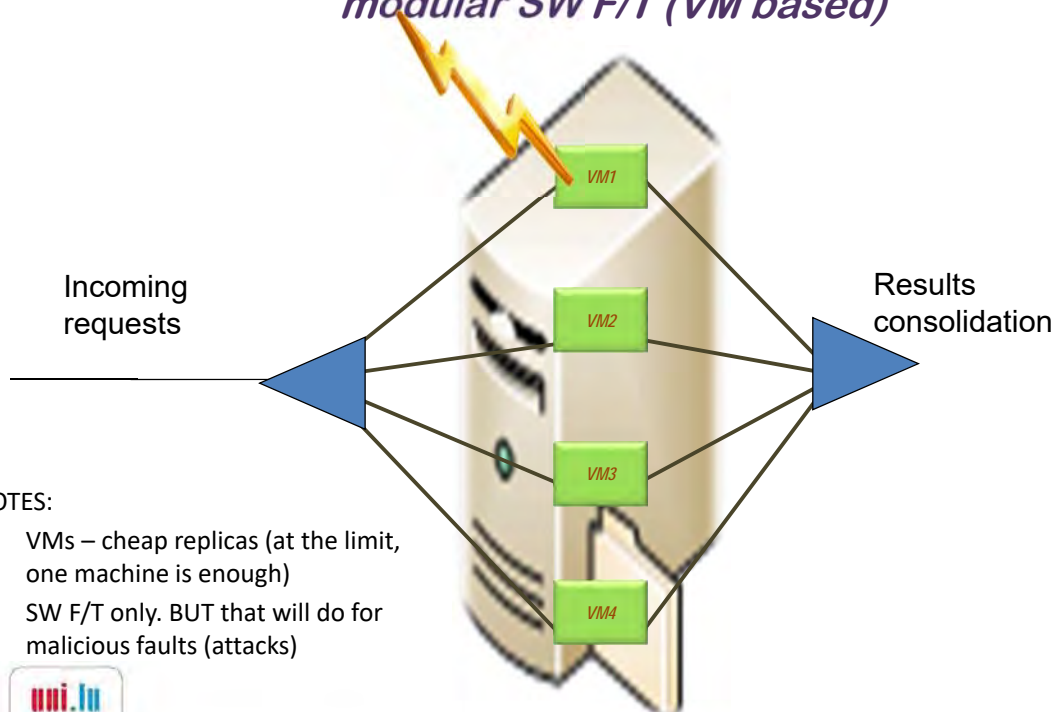 modular SW F/T (VM based)
VM1
Incoming
requests
Results
consolidation
VM2
VM3
OTES:
VMs – cheap replicas (at the limit,
one machine is enough)
SW F/T only. BUT that will do for
malicious faults (attacks)
VM4
uni.lu